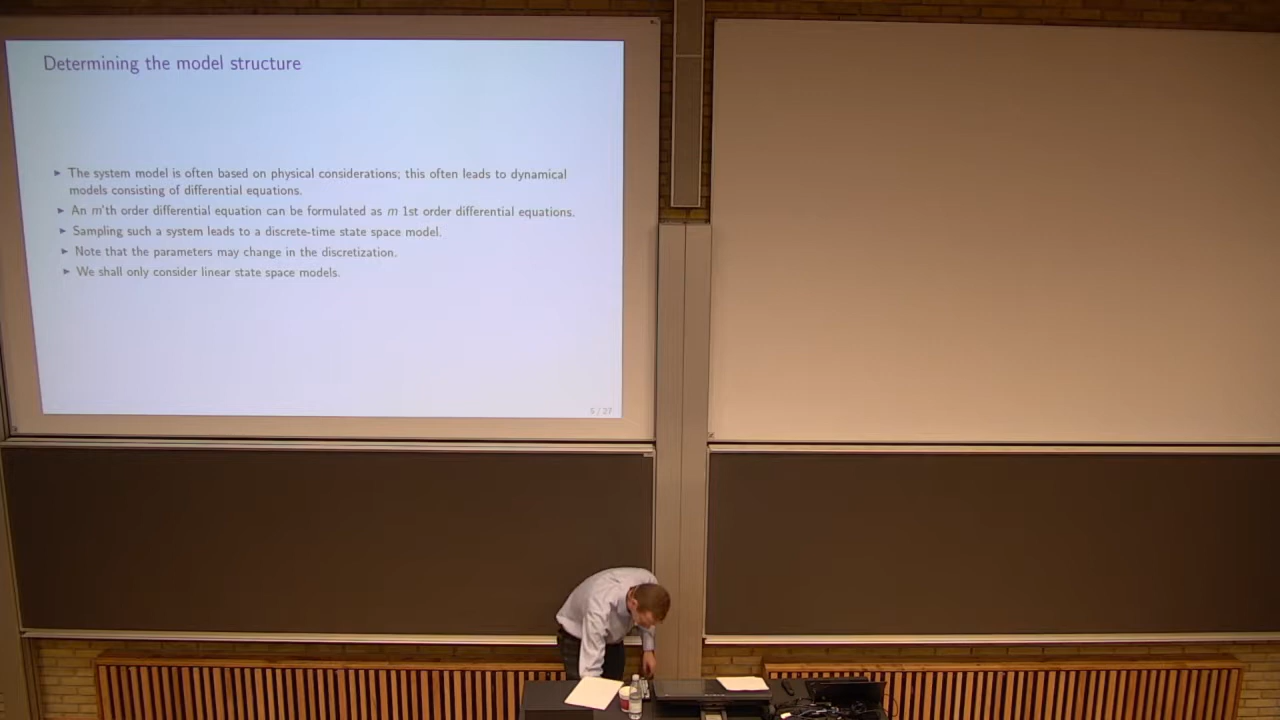 Determining the model structure
▶ The system model is often based on physical considerations; this often leads to dynamical
models consisting of differential equations.
▶ An m'th order differential equation can be formulated as m 1st order differential equations.
▶ Sampling such a system leads to a discrete-time state space model.
▶ Note that the parameters may change in the discretization.
▶ We shall only consider linear state space models.
5 / 27